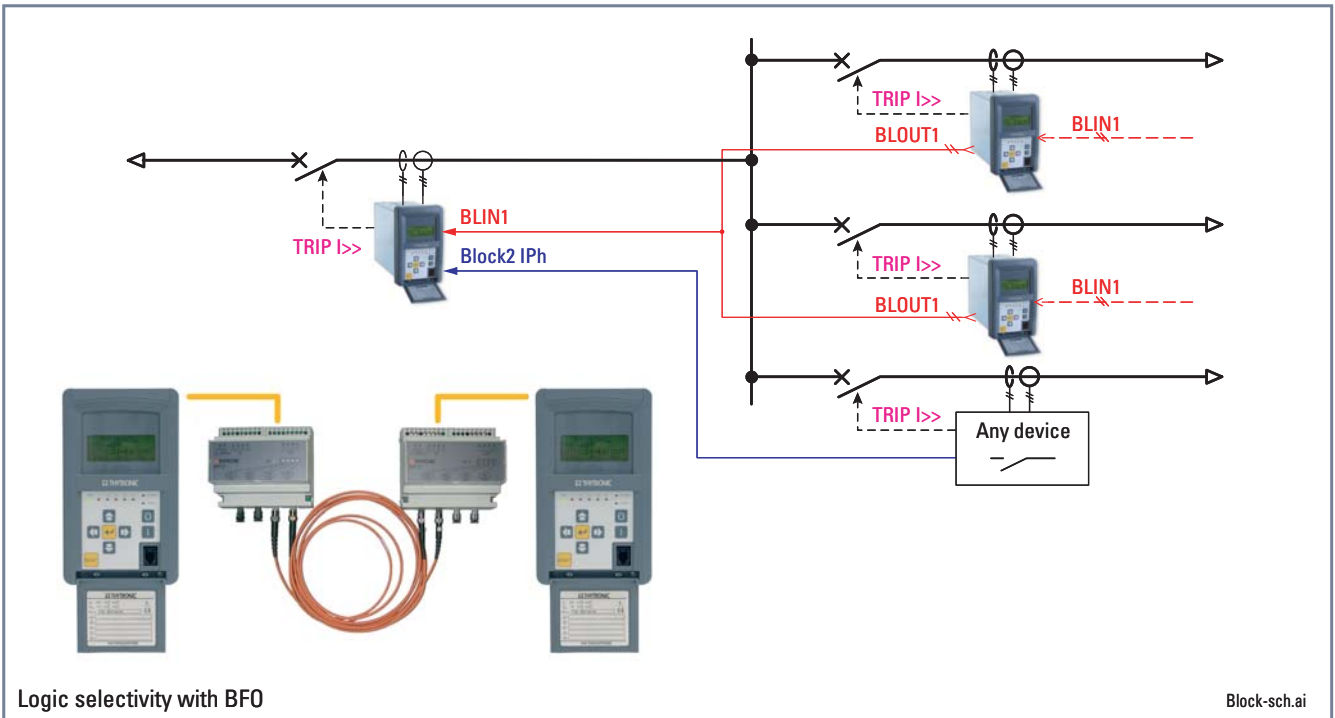 TRIP I>>
BLOUT1
BLIN1
BLIN1
Block2 IPh
TRIP I>>
TRIP I>>
BLOUT1
BLIN1
TRIP I>>
Any device
THYTRONIC
THYTRONIC
THYTRONIC
THYTRONIC
Logic selectivity with BFO
Block-sch.ai